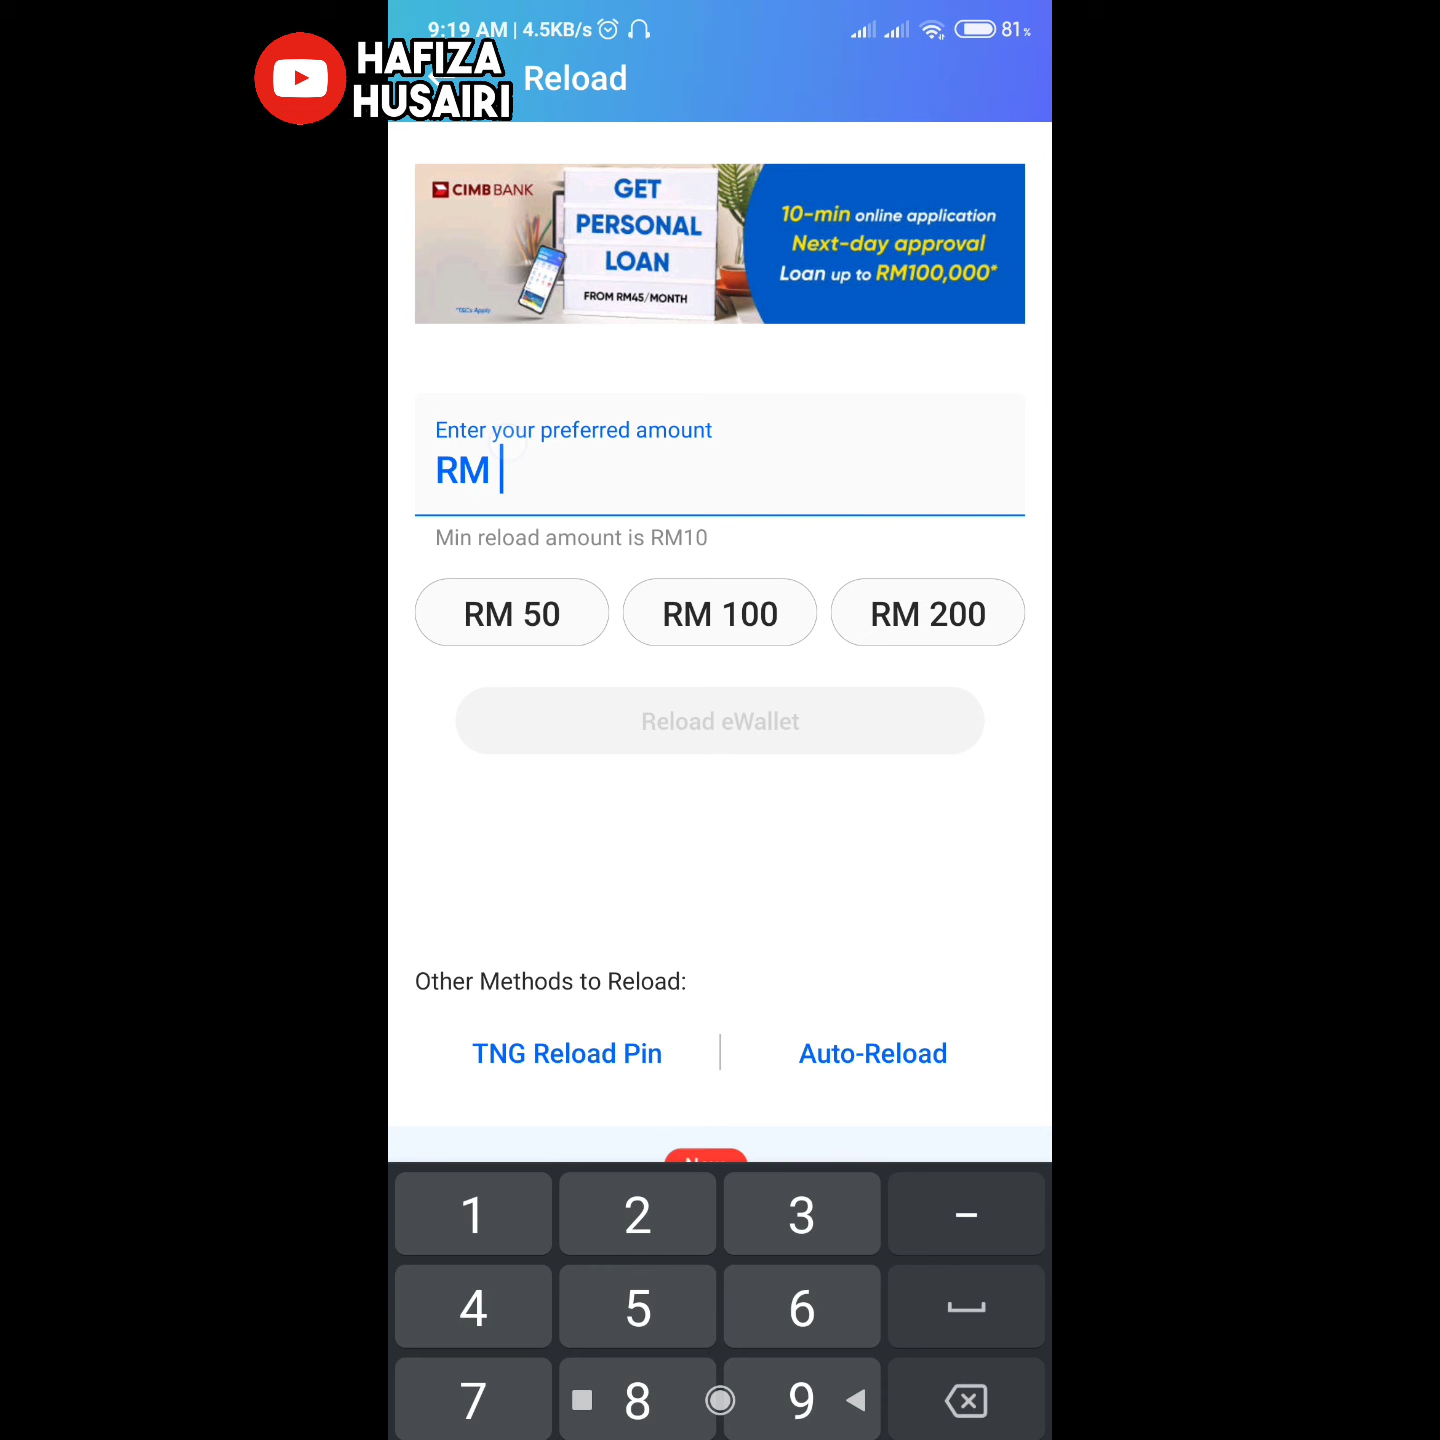 9:19 AM | 4.5KB/s
81%
HAFIZA
HUSAIRI
Reload
CIMB BANK
GET
PERSONAL
LOAN
FROM RM45/MONTH
*T&Cs Apply
10-min online application
Next-day approval
Loan up to RM100,000*
Enter your preferred amount
RM
Min reload amount is RM10
RM 50
RM 100
RM 200
Reload eWallet
Other Methods to Reload:
TNG Reload Pin
Auto-Reload
1 2 3 –
4 5 6
7 8 9